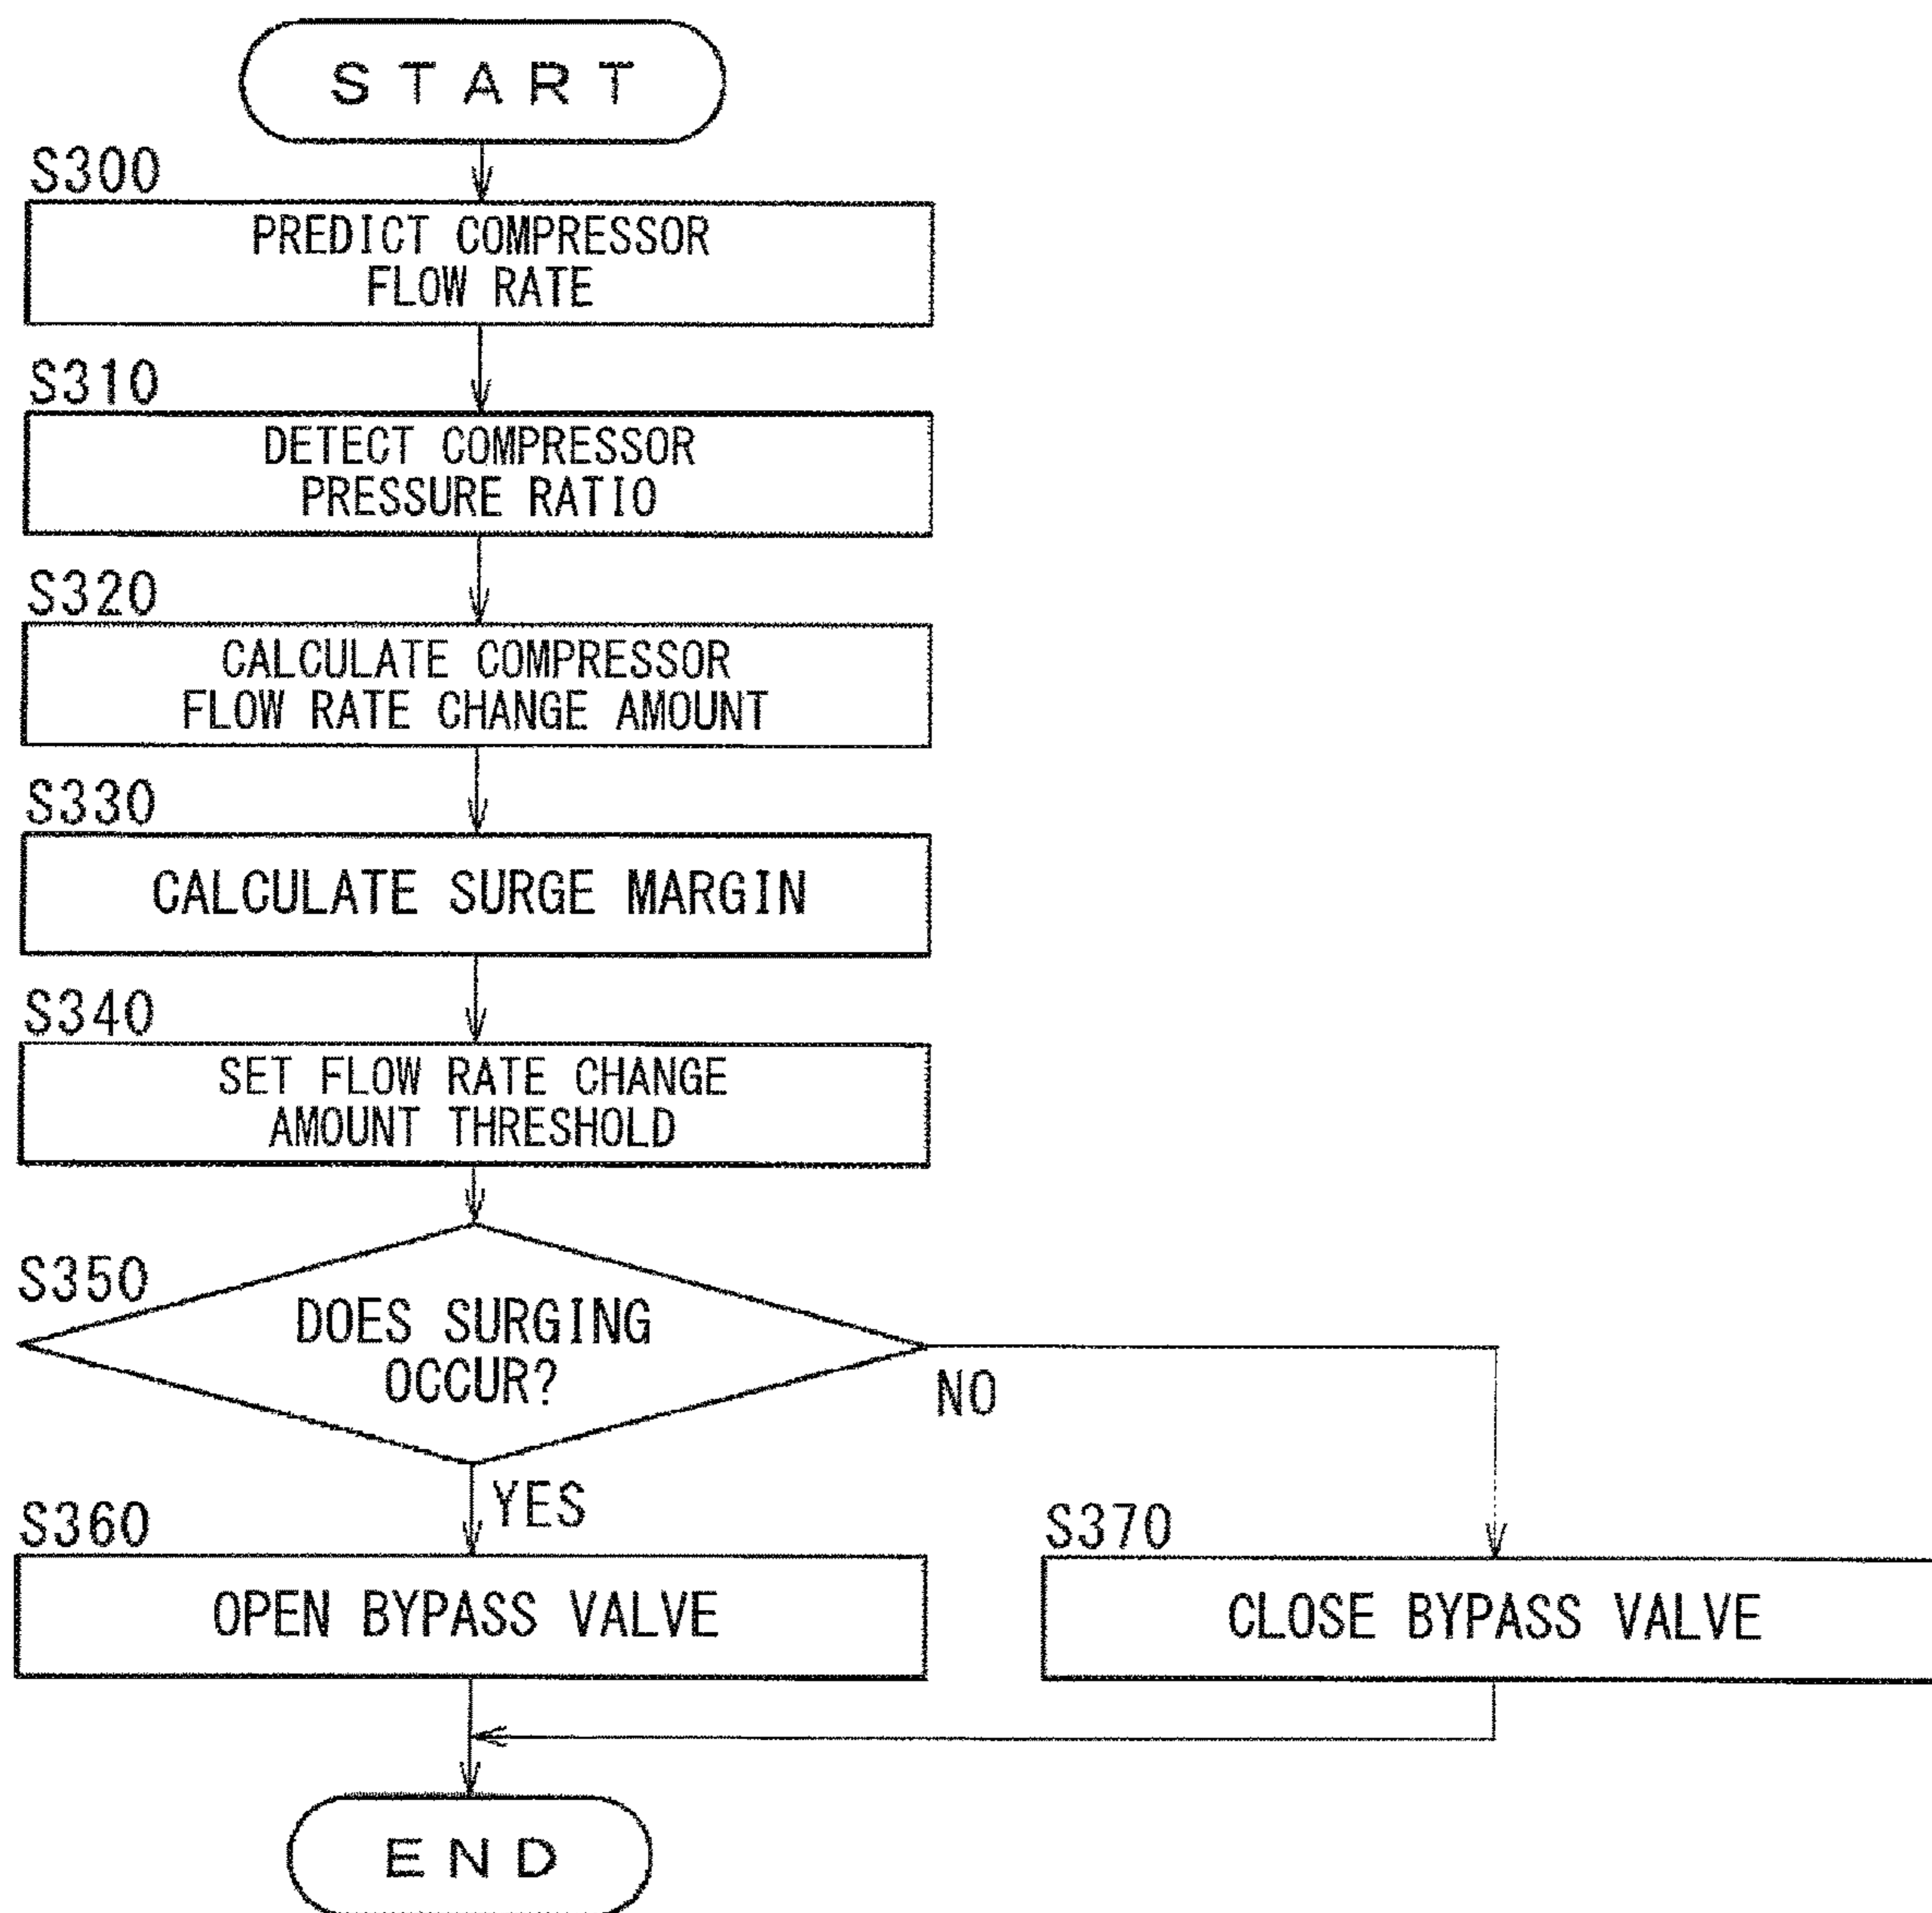 START
S300
PREDICT COMPRESSOR
FLOW RATE
S310
DETECT COMPRESSOR
PRESSURE RATIO
S320
CALCULATE COMPRESSOR
FLOW RATE CHANGE AMOUNT
S330
CALCULATE SURGE MARGIN
S340
SET FLOW RATE CHANGE
AMOUNT THRESHOLD
S350
DOES SURGING
OCCUR?
NO
YES
S360
OPEN BYPASS VALVE
S370
CLOSE BYPASS VALVE
END